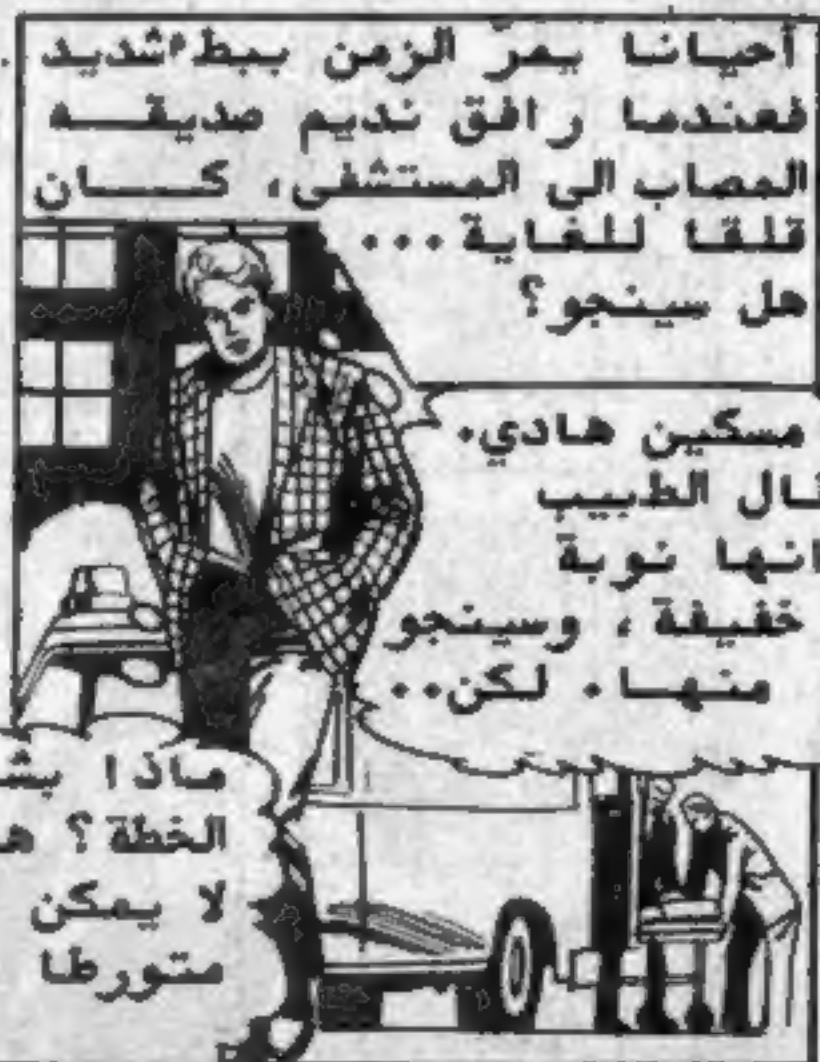 أحيانا يمرّ الزمن ببطء شديد.
فعندما رافق نديم صديقه
المصاب الى المستشفى، كان
قلقا للغاية...
هل سينجو؟
مسكين هادي.
قال الطبيب
انها نوبة
خفيفة، وسينجو
منها. لكن..
ماذا
الخطة؟
لا يمكن
متورطا